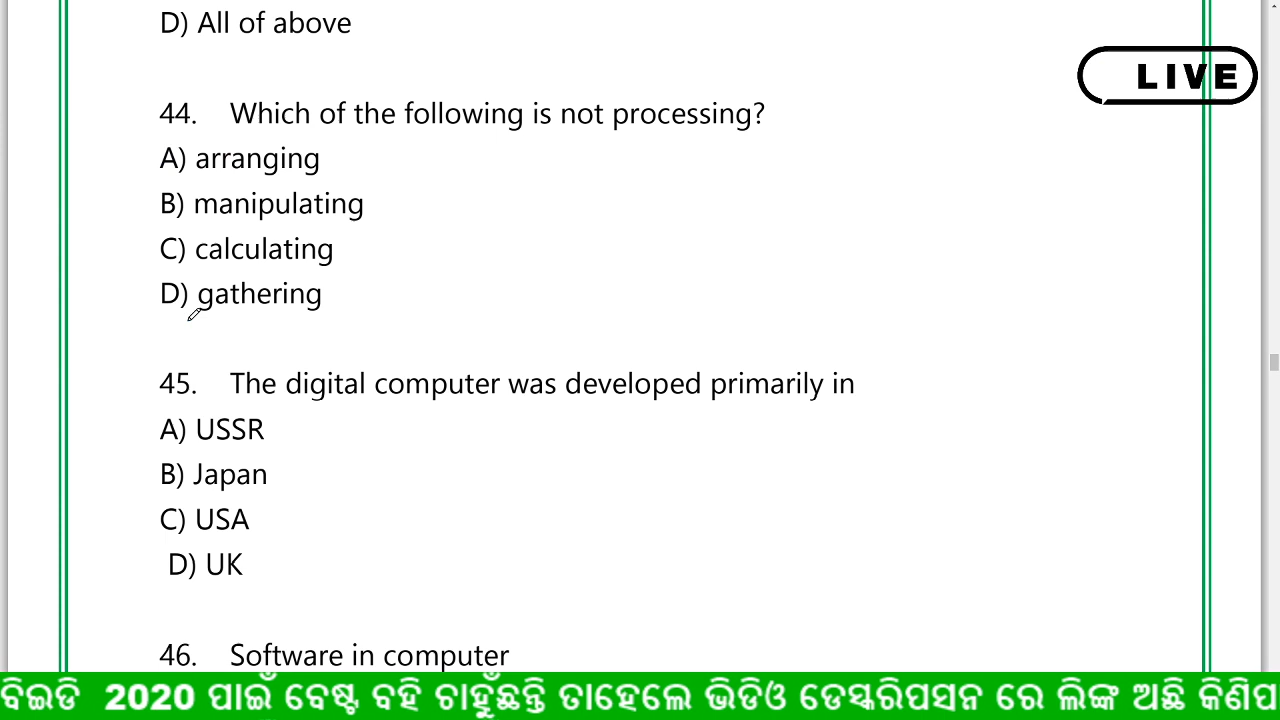 D) All of above
LIVE
44. Which of the following is not processing?
A) arranging
B) manipulating
C) calculating
D) gathering
45. The digital computer was developed primarily in
A) USSR
B) Japan
C) USA
D) UK
46. Software in computer
ବିଇଡି 2020 ପାଇଁ ବେଷ୍ଟ ବହି ଚାହୁଁଛନ୍ତି ତାହେଲେ ଭିଡିଓ ଡେସ୍କରିପସନ ରେ ଲିଙ୍କ ଅଛି କିଣିପ